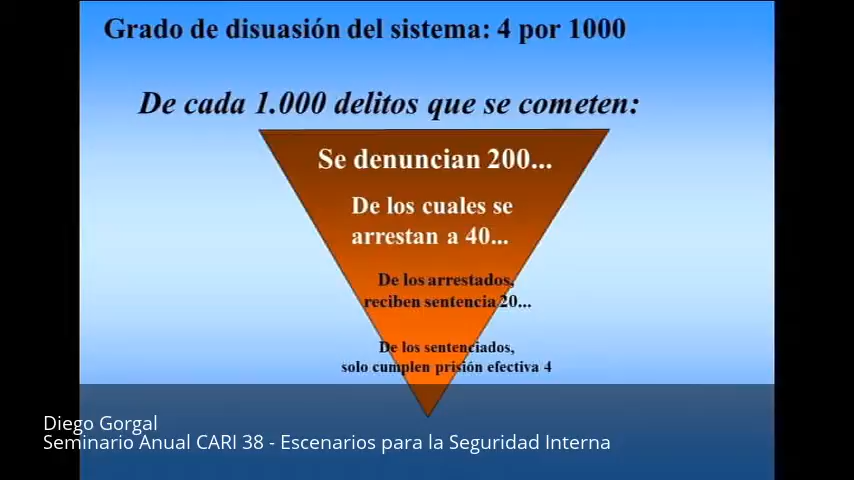 Grado de disuasión del sistema: 4 por 1000
De cada 1.000 delitos que se cometen:
Se denuncian 200...
De los cuales se
arrestan a 40...
De los arrestados,
reciben sentencia 20...
De los sentenciados,
solo cumplen prisión efectiva 4
Diego Gorgal
Seminario Anual CARI 38 - Escenarios para la Seguridad Interna